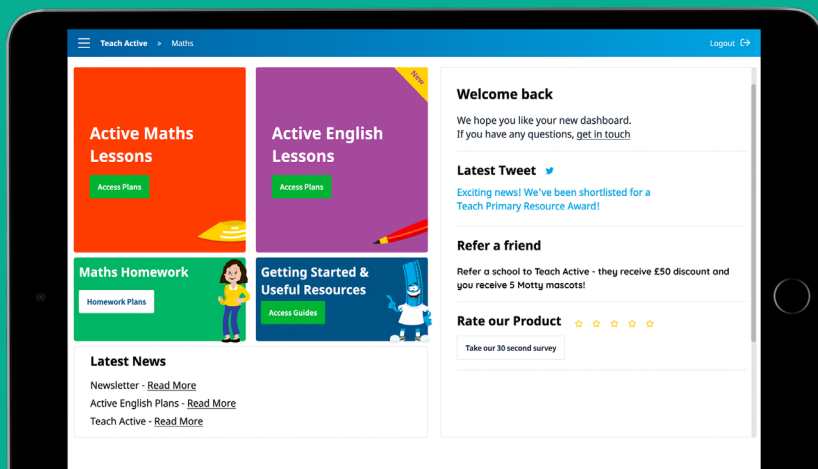 Teach Active > Maths
Logout
Active Maths
Lessons
Access Plans
New
Active English
Lessons
Access Plans
Maths Homework
Homework Plans
Getting Started &
Useful Resources
Access Guides
Latest News
Newsletter - Read More
Active English Plans - Read More
Teach Active - Read More
Welcome back
We hope you like your new dashboard.
If you have any questions, get in touch
Latest Tweet
Exciting news! We've been shortlisted for a
Teach Primary Resource Award!
Refer a friend
Refer a school to Teach Active - they receive £50 discount and
you receive 5 Motty mascots!
Rate our Product
Take our 30 second survey